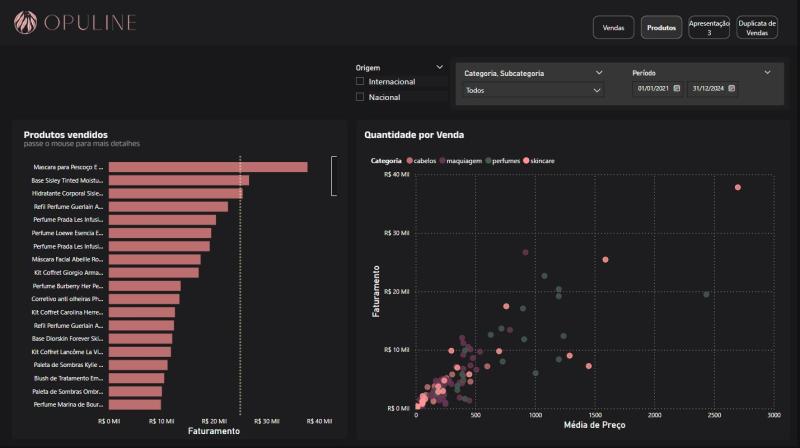 OPULINE
Vendas
Produtos
Apresentação
3
Duplicata de
Vendas
Origem
Internacional
Nacional
Categoria, Subcategoria
Todos
Período
01/01/2021
31/12/2024
Produtos vendidos
passe o mouse para mais detalhes
Mascara para Pescoço E...
Base Sisley Tinted Moistu...
Hidratante Corporal Sisle...
Refil Perfume Guerlain A...
Perfume Prada Les Infusi...
Perfume Loewe Esencia E...
Perfume Prada Les Infusi...
Máscara Facial Abeille Ro...
Kit Coffret Giorgio Arma...
Perfume Burberry Her Pe...
Corretivo anti olheiras Ph...
Kit Coffret Carolina Herre...
Refil Perfume Guerlain A...
Base Diorskin Forever Ski...
Kit Coffret Lancôme La Vi...
Paleta de Sombras Kylie ...
Blush de Tratamento Em...
Paleta de Sombras Ombr...
Perfume Marina de Bour...
R$ 0 Mil
R$ 10 Mil
R$ 20 Mil
R$ 30 Mil
R$ 40 Mil
Faturamento
Quantidade por Venda
Categoria
cabelos
maquiagem
perfumes
skincare
R$ 40 Mil
R$ 30 Mil
R$ 20 Mil
R$ 10 Mil
R$ 0 Mil
Faturamento
0
500
1000
1500
2000
2500
3000
Média de Preço